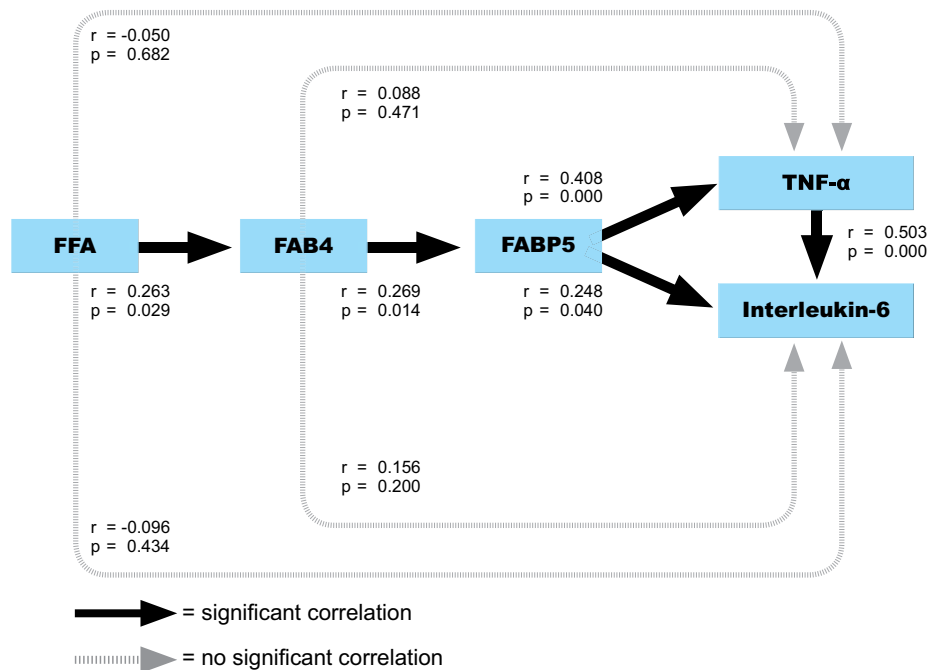 r = -0.050
p = 0.682
r = 0.088
p = 0.471
r = 0.408
p = 0.000
TNF-α
FFA
FAB4
FABP5
r = 0.503
p = 0.000
r = 0.263
p = 0.029
r = 0.269
p = 0.014
r = 0.248
p = 0.040
Interleukin-6
r = 0.156
p = 0.200
r = -0.096
p = 0.434
= significant correlation
= no significant correlation